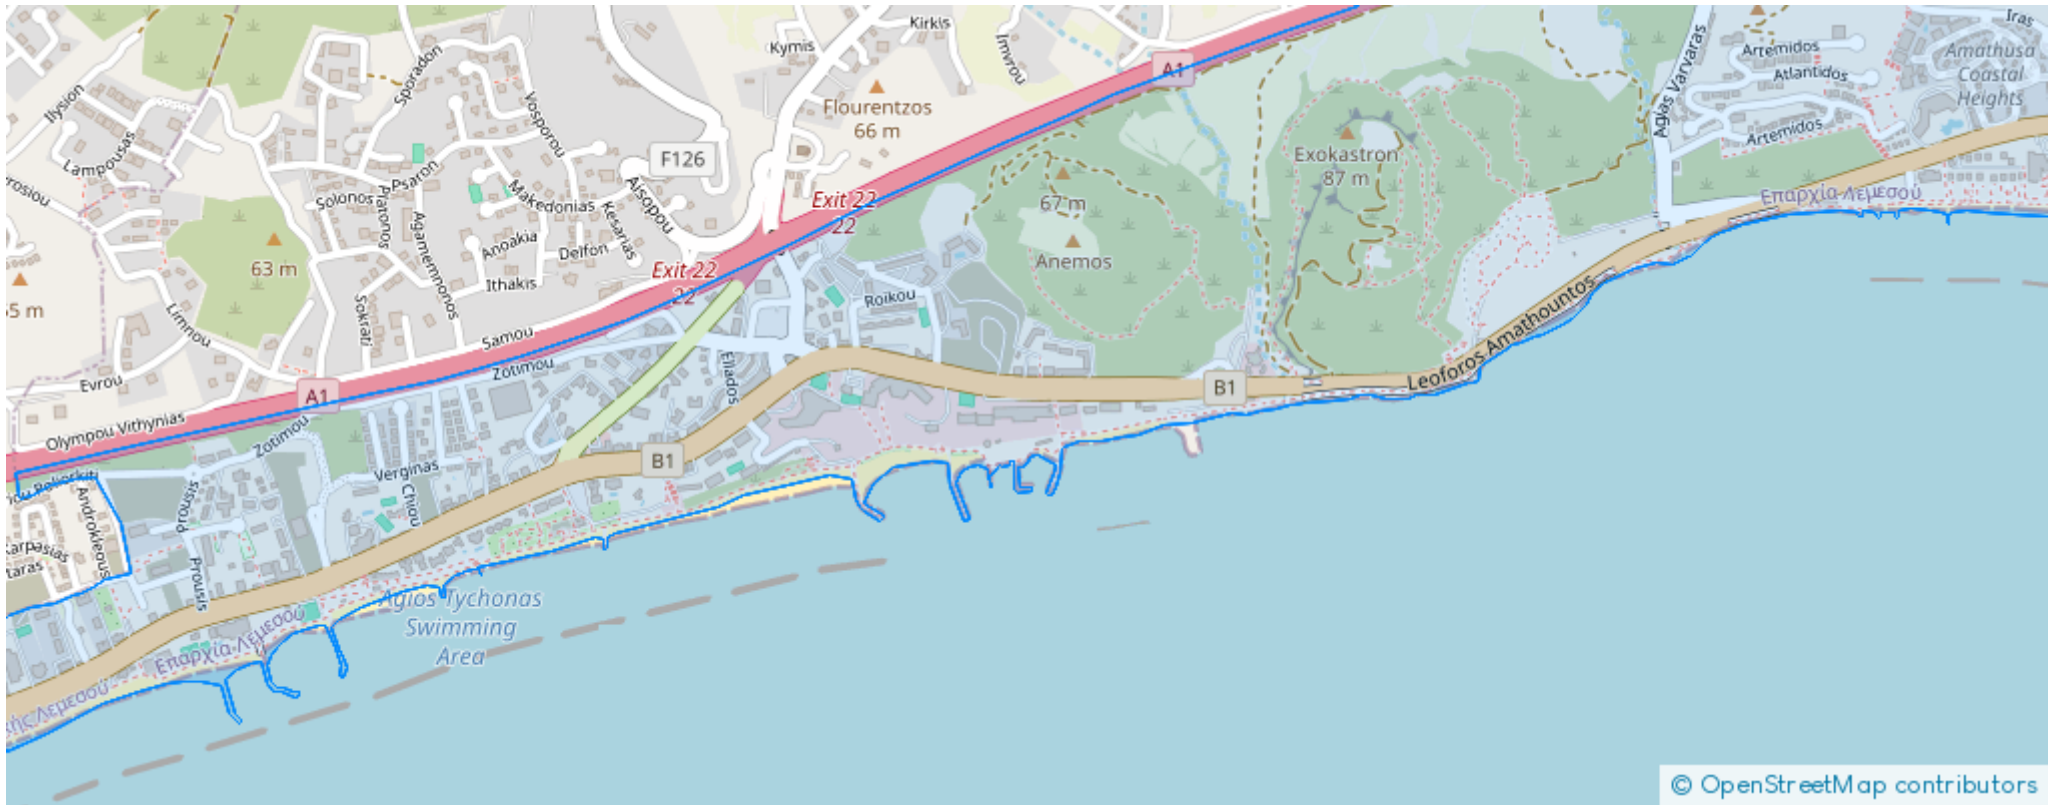 Kirkis
Kymis
Imvrou
A1
Iras
Artemidos
Amathusa
Coastal
Heights
Atlantidos
Artemidos
Agias Varvaras
Ilysion
Sporadon
Vosporou
Flourentzos
66 m
F126
Lampousas
Psaron
Solonos
Platonos
Makedonias
Aisopou
Kesarias
Agamemnonos
Anoakia
Delfon
Ithakis
Exokastron
87 m
67 m
Anemos
Exit 22
22
Exit 22
22
Επαρχία Λεμεσού
63 m
Limnou
Sokrati
Samou
Zotimou
Roikou
Eliados
Evrou
A1
Olympou Vithynias
Zotimou
Verginas
Chiou
B1
B1
Leoforos Amathountos
Androkleous
Prousis
Prousis
Karpasias
Επαρχία Λεμεσού
Agios Tychonas
Swimming
Area
Λεμεσού
© OpenStreetMap contributors